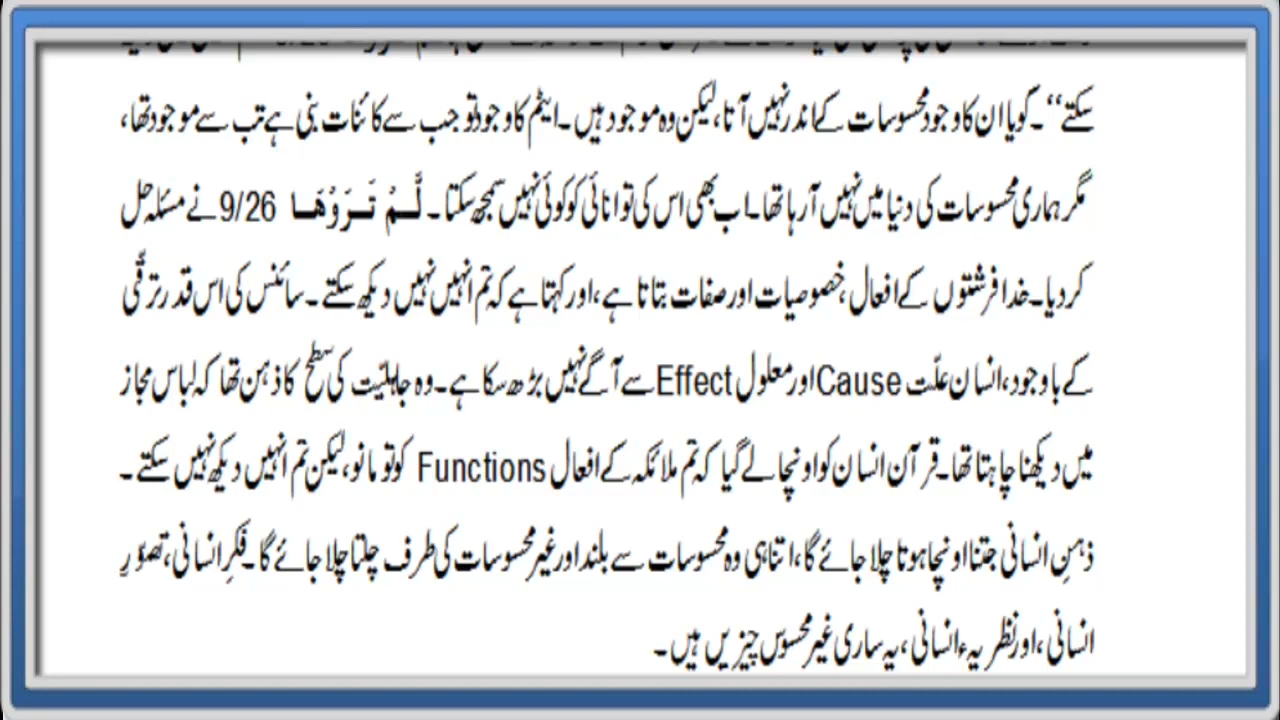 سکتے‘‘۔ گویا ان کا وجود محسوسات کے اندر نہیں آتا، لیکن وہ موجود ہیں۔ ایٹم کا وجود تو جب سے کائنات بنی ہے تب سے موجود تھا،
مگر ہماری محسوسات کی دنیا میں نہیں آ رہا تھا۔ اب بھی اس کی توانائی کو کوئی نہیں سمجھ سکتا۔ لَّـمْ تَـرَوْهَـا 9/26 نے مسئلہ حل
کر دیا۔ خدا فرشتوں کے افعال، خصوصیات اور صفات بتاتا ہے، اور کہتا ہے کہ تم انہیں نہیں دیکھ سکتے۔ سائنس کی اس قدر ترقّی
کے باوجود، انسان علّت Cause اور معلول Effect سے آگے نہیں بڑھ سکا ہے۔ وہ جاہلیّت کی سطح کا ذہن تھا کہ لباس مجاز
میں دیکھنا چاہتا تھا۔ قرآن انسان کو اونچا لے گیا کہ تم ملائکہ کے افعال Functions کو تو مانو، لیکن تم انہیں دیکھ نہیں سکتے۔
ذہنِ انسانی جتنا اونچا ہوتا چلا جائے گا، اتنا ہی وہ محسوسات سے بلند اور غیر محسوسات کی طرف چلتا چلا جائے گا۔ فکرِ انسانی، تصوّرِ
انسانی، اور نظریہء انسانی، یہ ساری غیر محسوس چیزیں ہیں۔